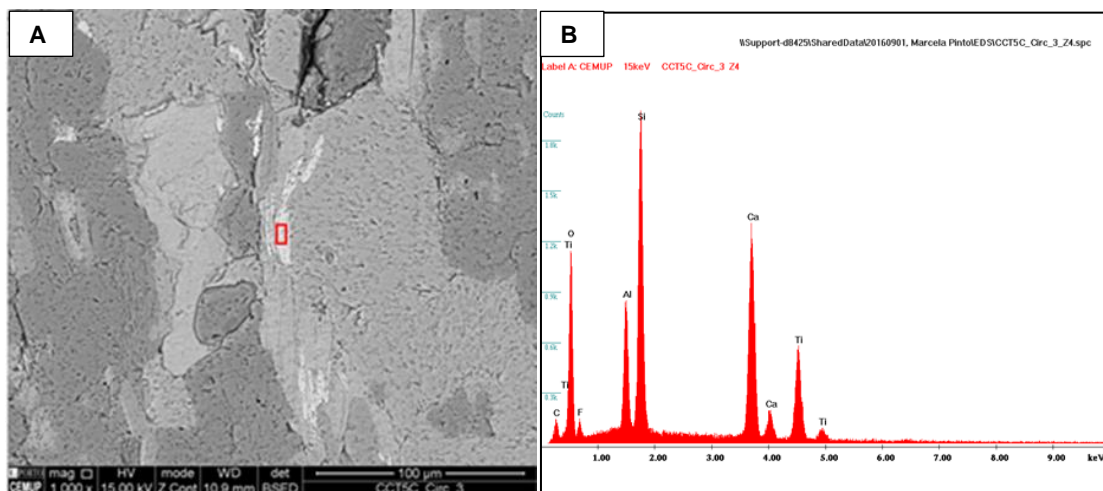 A
mag HV mode WD det 100 µm
CEMUP 1 000 x 15.00 kV Z Cont 10.9 mm BSED CCT5C_Circ_3
B
\\Support-d8425\SharedData\20160901, Marcela Pinto\EDS\CCT5C_Circ_3_Z4.spc
Label A: CEMUP 15keV CCT5C_Circ_3 Z4
Counts
1.8k
1.5k
1.2k
0.9k
0.6k
0.3k
C
Ti
Ti
O
F
Al
Si
Ca
Ca
Ti
Ti
1.00 2.00 3.00 4.00 5.00 6.00 7.00 8.00 9.00 keV